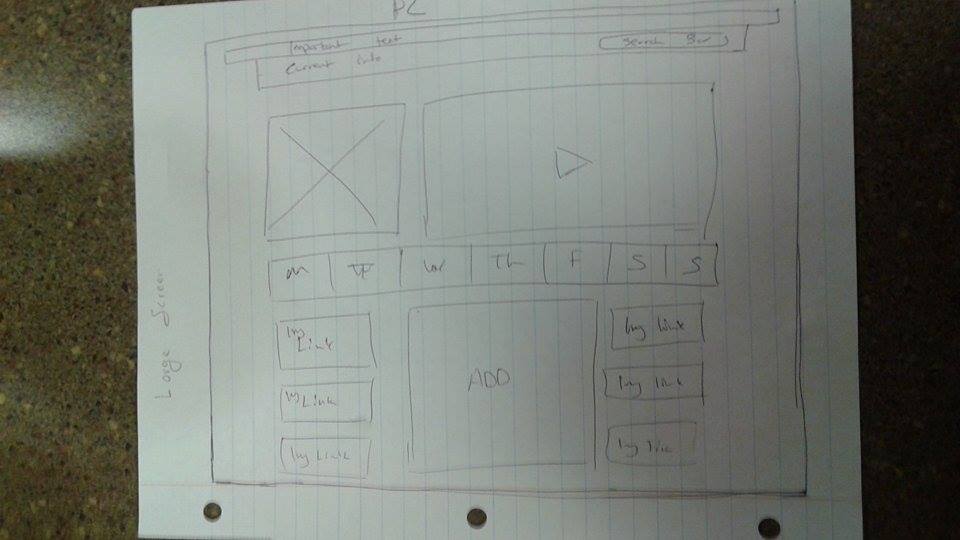 PC
Important text
Search Bar
Current Info
M TU W Th F S S
Img Link
Img Link
Img Link
ADD
Img Link
Img link
Img link
Large Screen